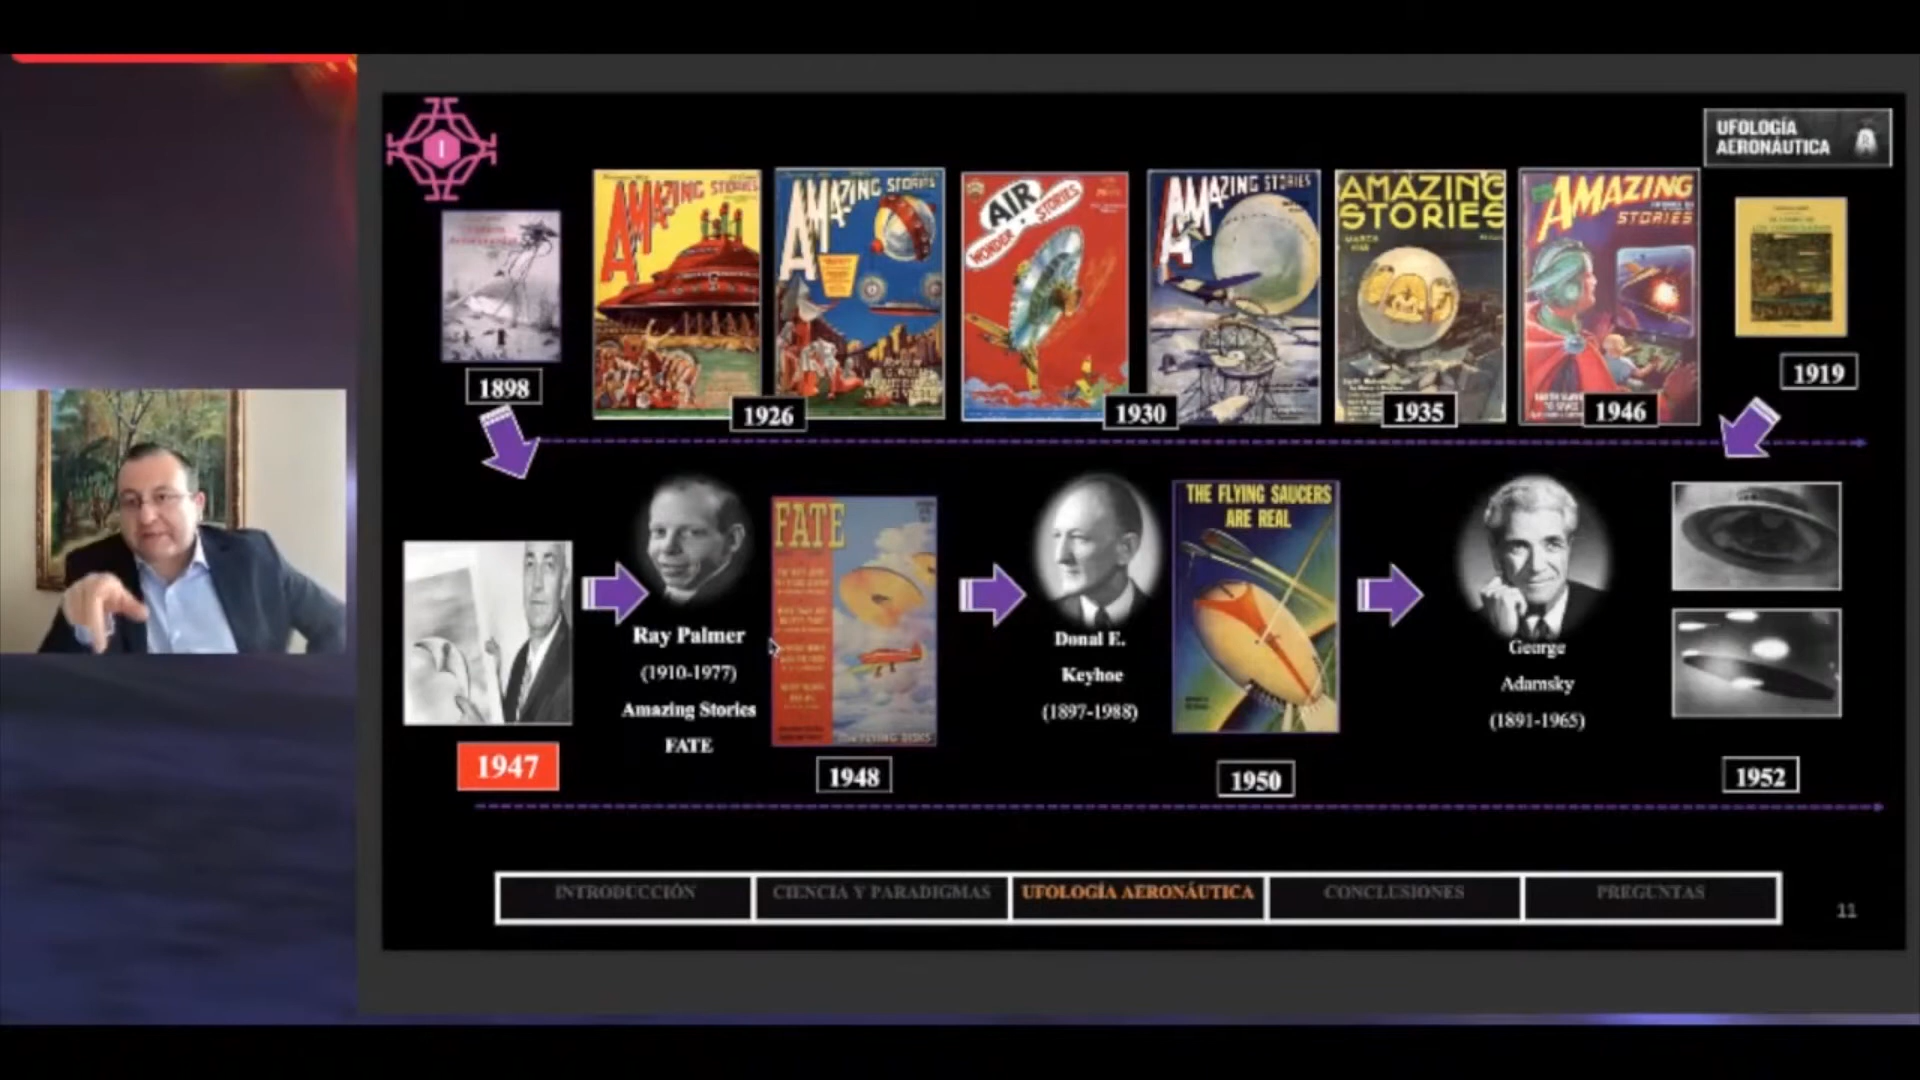 I
UFOLOGÍA
AERONÁUTICA
AMAZING STORIES
AMAZING STORIES
AIR
WONDER STORIES
AMAZING STORIES
AMAZING
STORIES
MARCH
AMAZING
STORIES
1898
1926
1930
1935
1946
1919
FATE
THE FLYING SAUCERS
ARE REAL
Ray Palmer
(1910-1977)
Amazing Stories
FATE
Donal E.
Keyhoe
(1897-1988)
George
Adamsky
(1891-1965)
1947
1948
1950
1952
INTRODUCCIÓN
CIENCIA Y PARADIGMAS
UFOLOGÍA AERONÁUTICA
CONCLUSIONES
PREGUNTAS
11